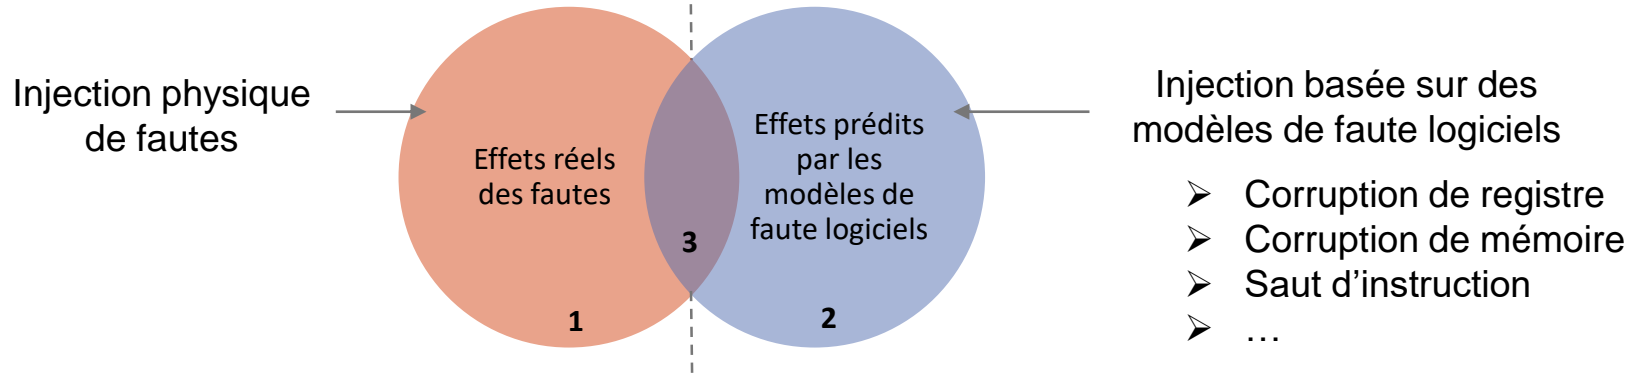 Injection physique
de fautes
Effets réels
des fautes
1
3
Effets prédits
par les
modèles de
faute logiciels
2
Injection basée sur des
modèles de faute logiciels
➢ Corruption de registre
➢ Corruption de mémoire
➢ Saut d’instruction
➢ …